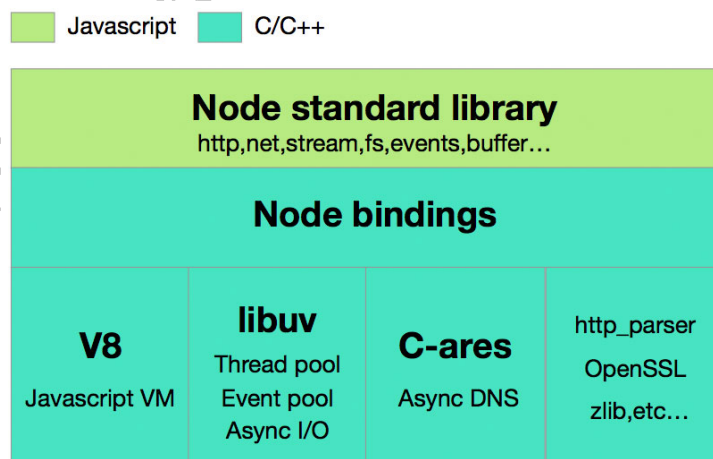 Javascript C/C++
Node standard library
http,net,stream,fs,events,buffer...
Node bindings
V8
Javascript VM
libuv
Thread pool
Event pool
Async I/O
C-ares
Async DNS
http_parser
OpenSSL
zlib,etc...